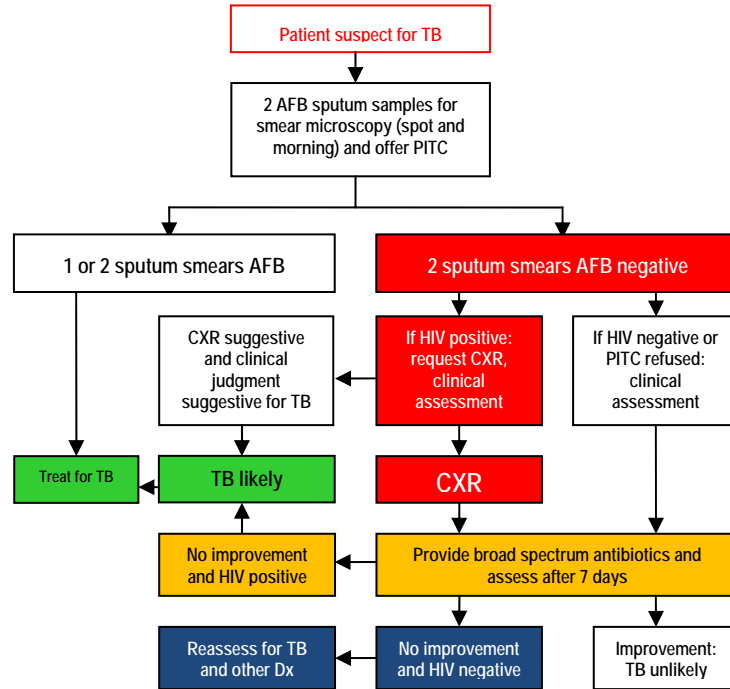 Patient suspect for TB
2 AFB sputum samples for
smear microscopy (spot and
morning) and offer PITC
1 or 2 sputum smears AFB
2 sputum smears AFB negative
CXR suggestive
and clinical
judgment
suggestive for TB
If HIV positive:
request CXR,
clinical
assessment
If HIV negative or
PITC refused:
clinical
assessment
Treat for TB
TB likely
CXR
No improvement
and HIV positive
Provide broad spectrum antibiotics and
assess after 7 days
Reassess for TB
and other Dx
No improvement
and HIV negative
Improvement:
TB unlikely